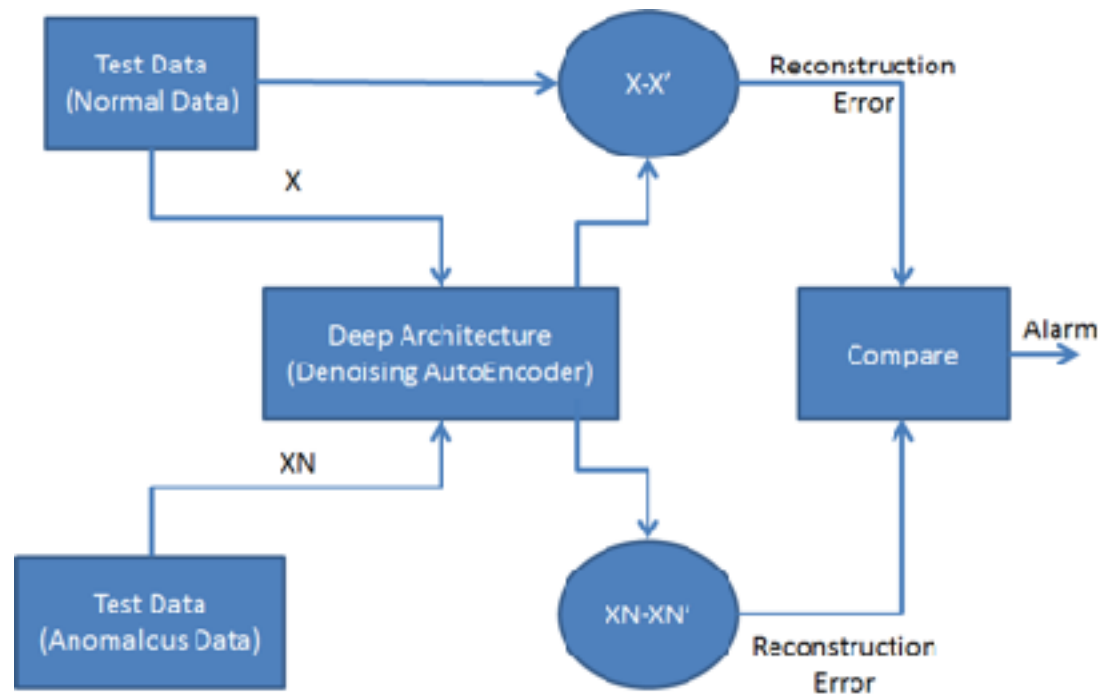 Test Data
(Normal Data)
X-X'
Reconstruction
Error
X
Deep Architecture
(Denoising AutoEncoder)
Compare
Alarm
XN
Test Data
(Anomalcus Data)
XN-XN'
Reconstruction
Error